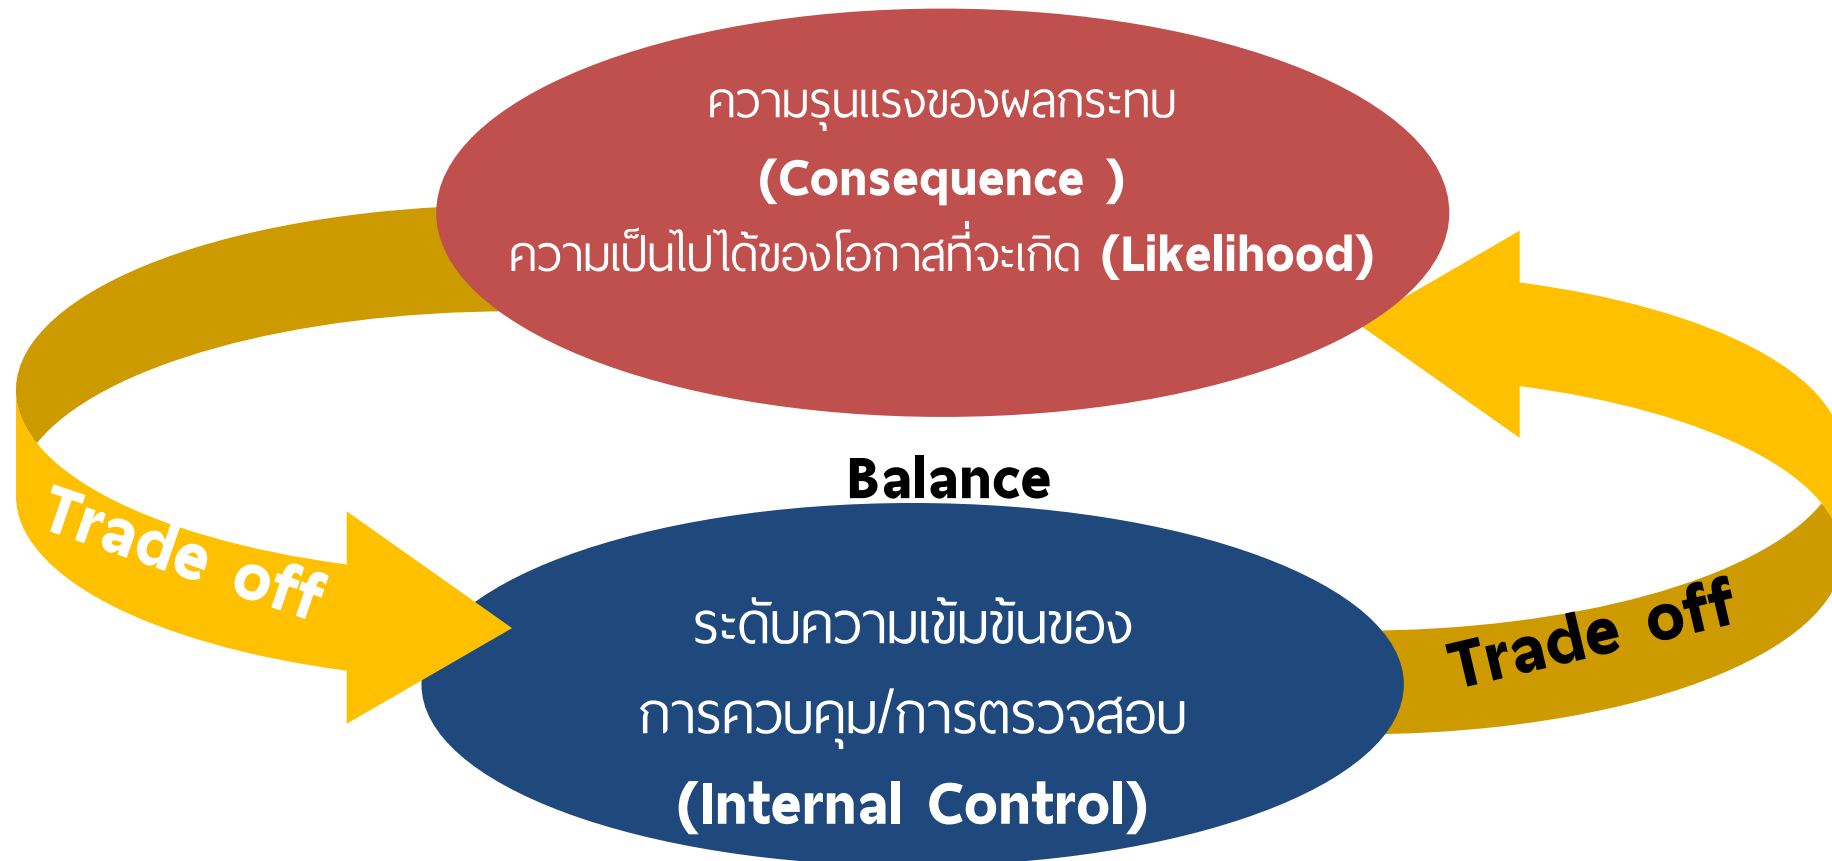 ความรุนแรงของผลกระทบ
(Consequence )
ความเป็นไปได้ของโอกาสที่จะเกิด (Likelihood)
Balance
Trade off
ระดับความเข้มข้นของ
การควบคุม/การตรวจสอบ
(Internal Control)
Trade off